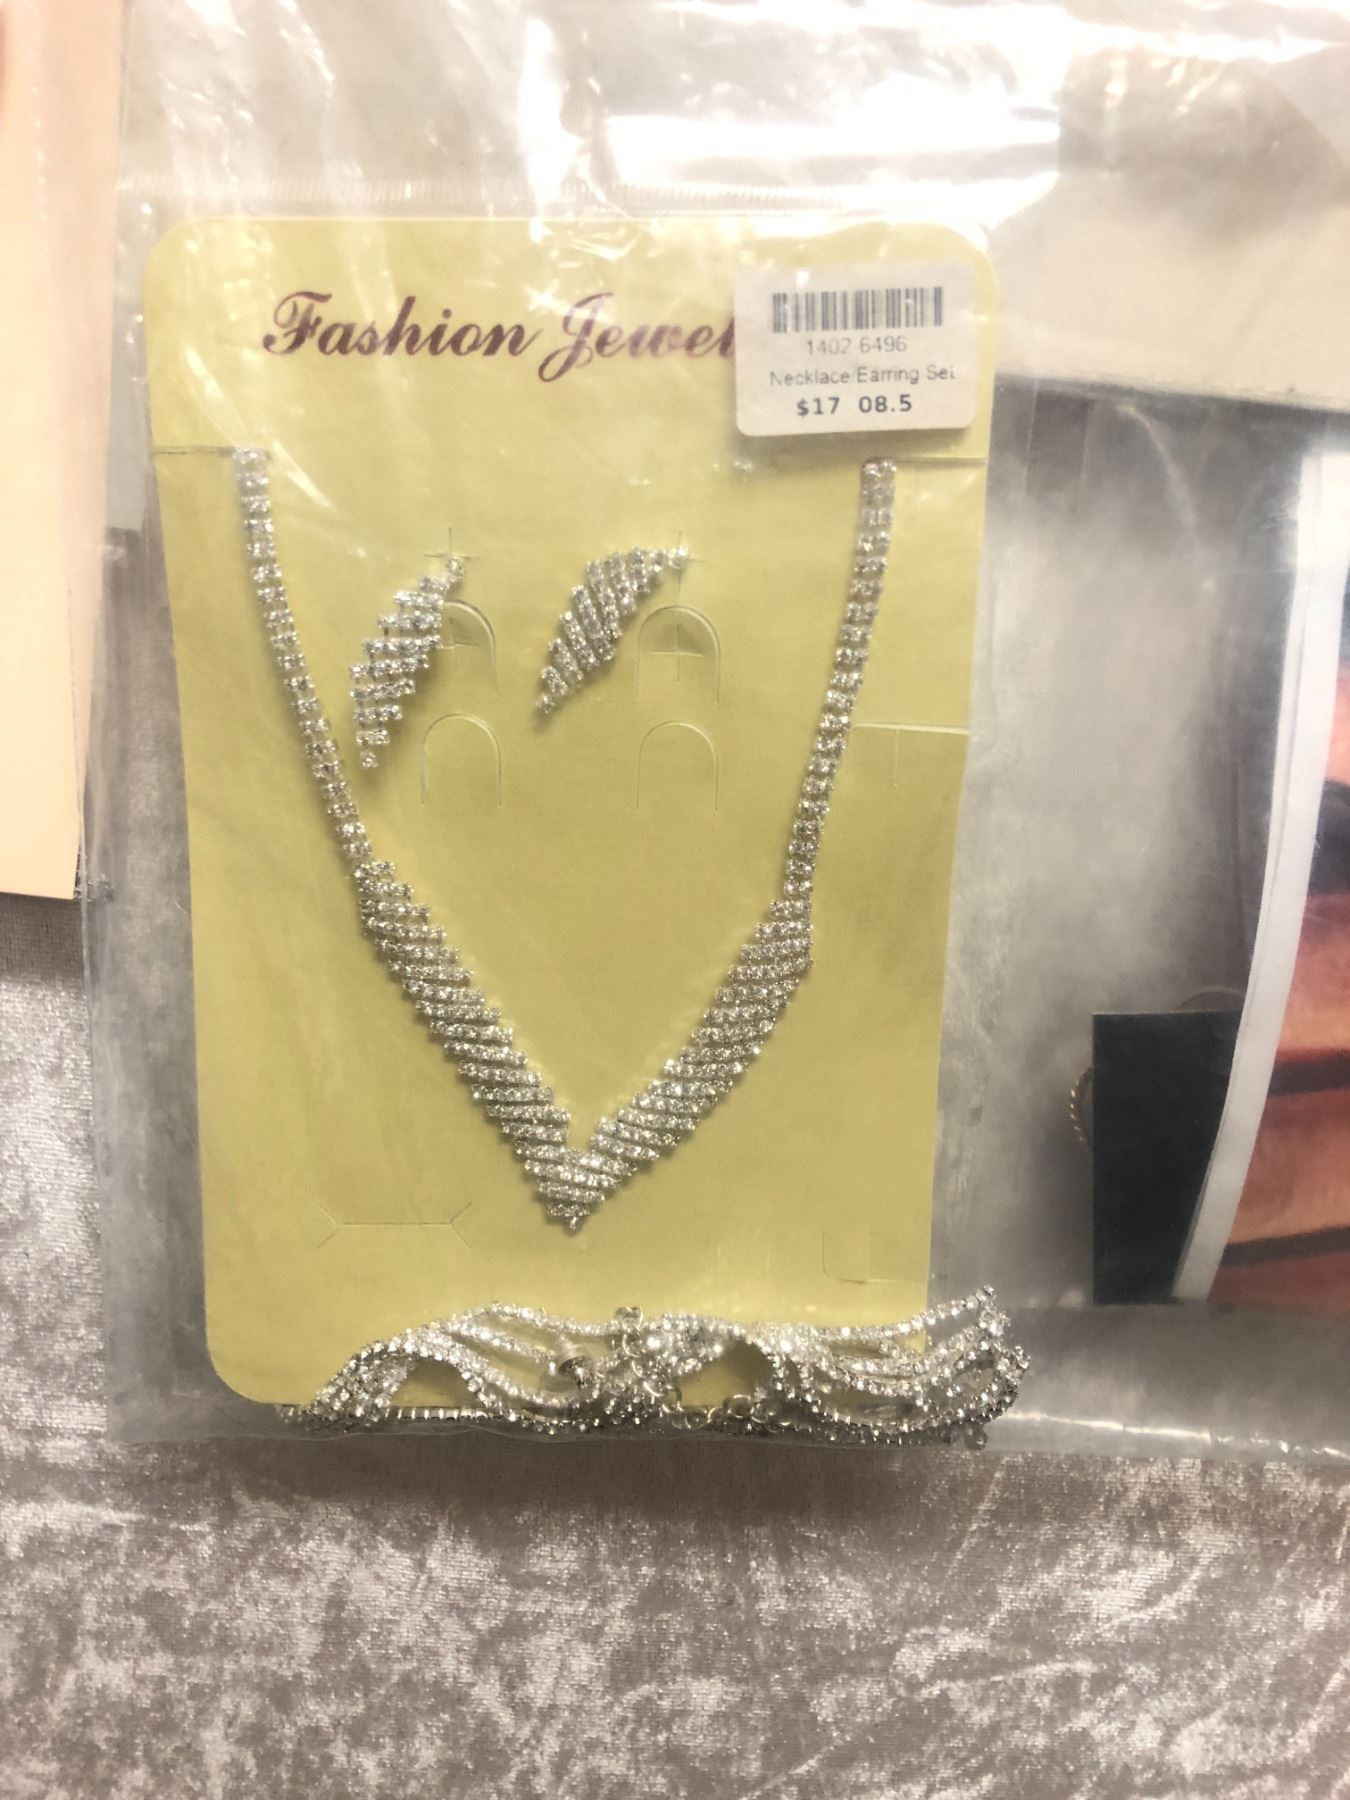 Fashion Jewel
1402 6496
Necklace/Earring Set
$17 08.5